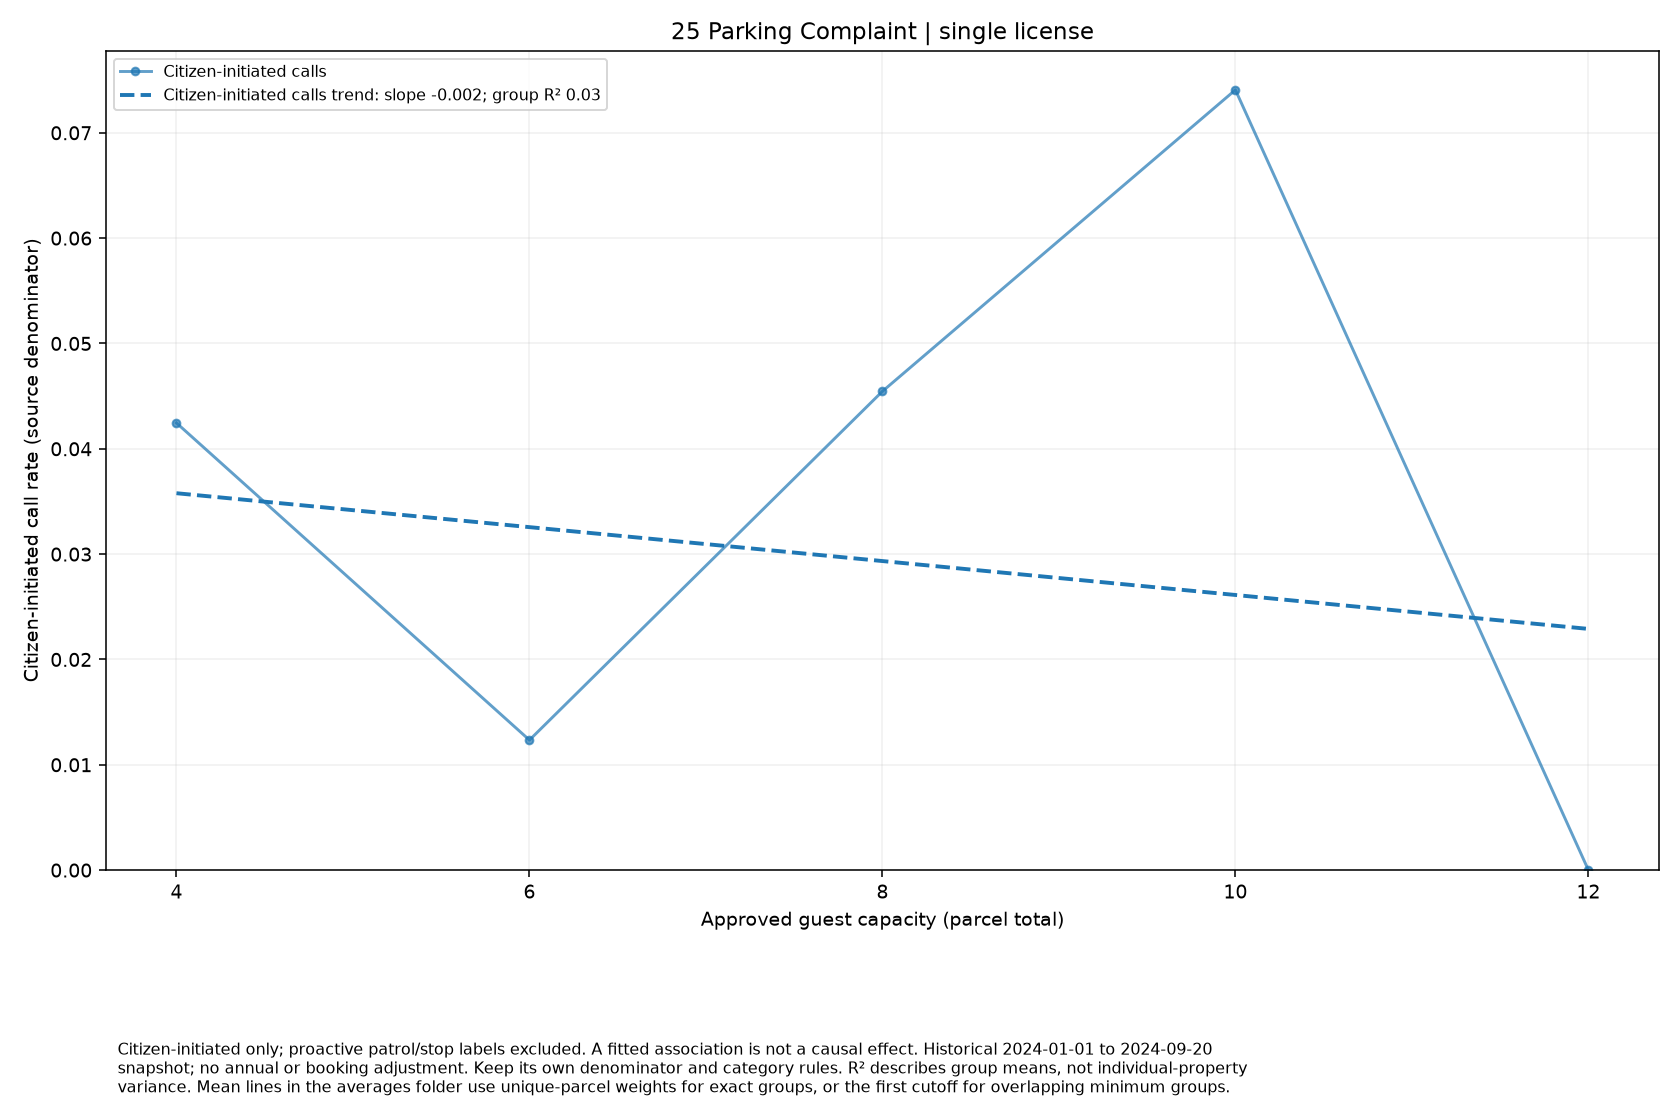 25 Parking Complaint | single license
Citizen-initiated calls
Citizen-initiated calls trend: slope -0.002; group R² 0.03
Citizen-initiated call rate (source denominator)
0.07
0.06
0.05
0.04
0.03
0.02
0.01
0.00
4
6
8
10
12
Approved guest capacity (parcel total)
Citizen-initiated only; proactive patrol/stop labels excluded. A fitted association is not a causal effect. Historical 2024-01-01 to 2024-09-20
snapshot; no annual or booking adjustment. Keep its own denominator and category rules. R² describes group means, not individual-property
variance. Mean lines in the averages folder use unique-parcel weights for exact groups, or the first cutoff for overlapping minimum groups.